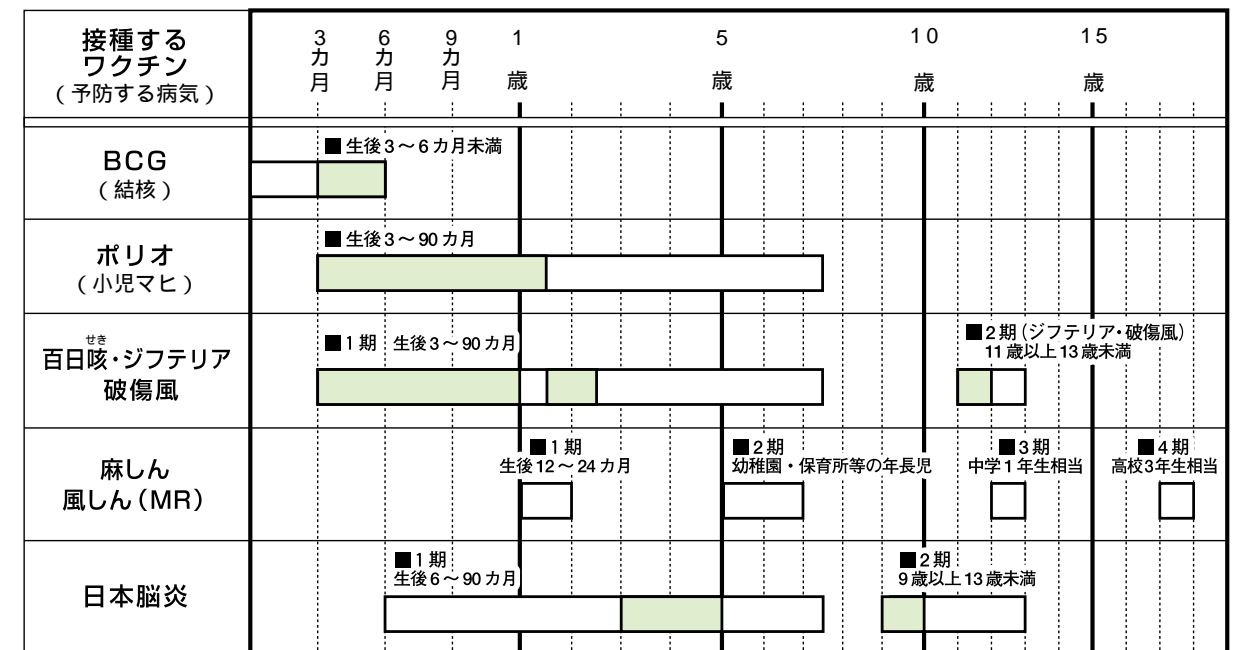 接種する
ワクチン
(予防する病気)
3カ月
6カ月
9カ月
1歳
5歳
10歳
15歳
BCG
(結核)
■生後3～6カ月未満
ポリオ
(小児マヒ)
■生後3～90カ月
せき
百日咳・ジフテリア
破傷風
■1期 生後3～90カ月
■2期(ジフテリア・破傷風)
11歳以上13歳未満
麻しん
風しん(MR)
■1期
生後12～24カ月
■2期
幼稚園・保育所等の年長児
■3期
中学1年生相当
■4期
高校3年生相当
日本脳炎
■1期
生後6～90カ月
■2期
9歳以上13歳未満